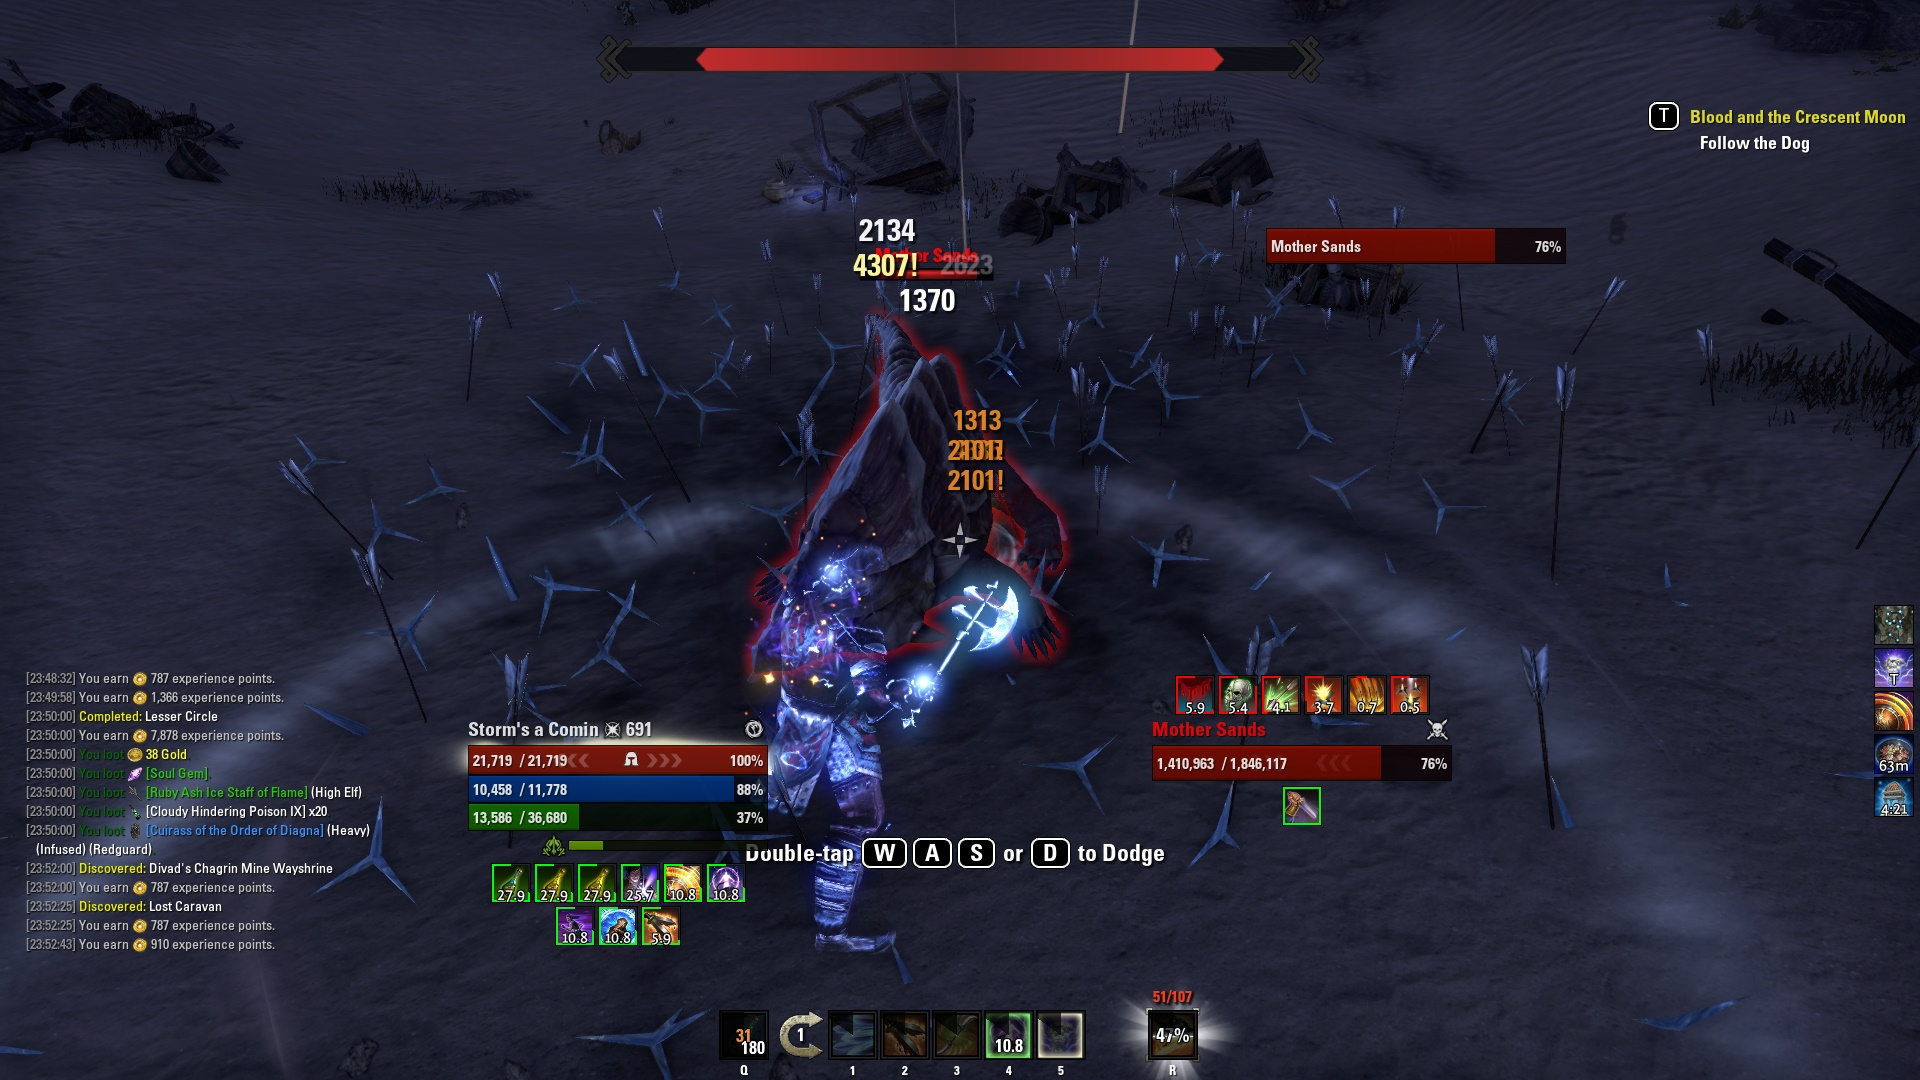 T Blood and the Crescent Moon
Follow the Dog
2134
Mother Sands
4307! 2623
1370
Mother Sands 76%
1313
2101!
2101!
[23:48:32] You earn 787 experience points.
[23:49:58] You earn 1,366 experience points.
[23:50:00] Completed: Lesser Circle
[23:50:00] You earn 7,878 experience points.
[23:50:00] You loot 38 Gold
[23:50:00] You loot [Soul Gem]
[23:50:00] You loot [Ruby Ash Ice Staff of Flame] (High Elf)
[23:50:00] You loot [Cloudy Hindering Poison IX] x20
[23:50:00] You loot [Cuirass of the Order of Diagna] (Heavy)
(Infused) (Redguard)
[23:52:00] Discovered: Divad's Chagrin Mine Wayshrine
[23:52:00] You earn 787 experience points.
[23:52:25] Discovered: Lost Caravan
[23:52:25] You earn 787 experience points.
[23:52:43] You earn 910 experience points.
Storm's a Comin 691
21,719 / 21,719 100%
10,458 / 11,778 88%
13,586 / 36,680 37%
27.9 27.9 27.9 25.7 10.8 10.8
10.8 10.8 5.9
5.9 5.4 4.1 3.7 0.7 0.5
Mother Sands
1,410,963 / 1,846,117 76%
T
63m
4:21
Double-tap W A S or D to Dodge
51/107
31 180 1 10.8 47%
Q 1 2 3 4 5 R